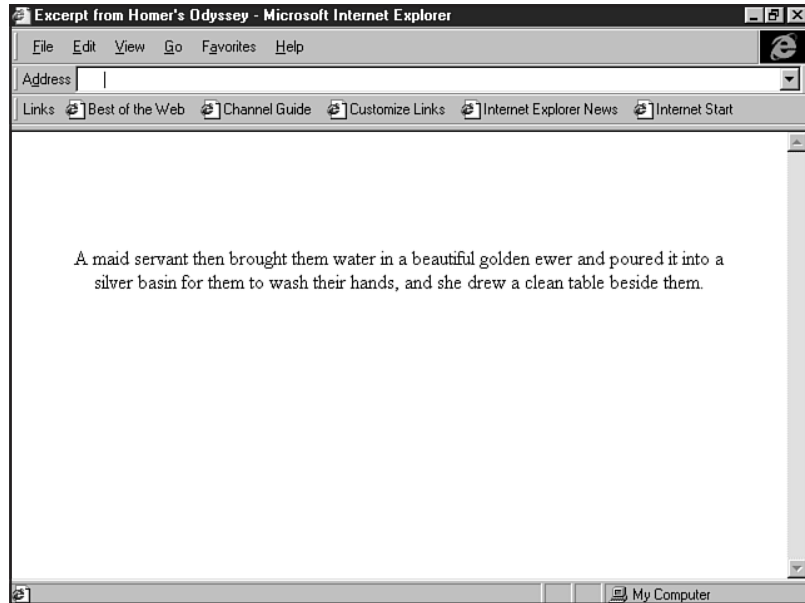 Excerpt from Homer's Odyssey - Microsoft Internet Explorer
File Edit View Go Favorites Help
Address
Links Best of the Web Channel Guide Customize Links Internet Explorer News Internet Start
A maid servant then brought them water in a beautiful golden ewer and poured it into a
silver basin for them to wash their hands, and she drew a clean table beside them.
My Computer